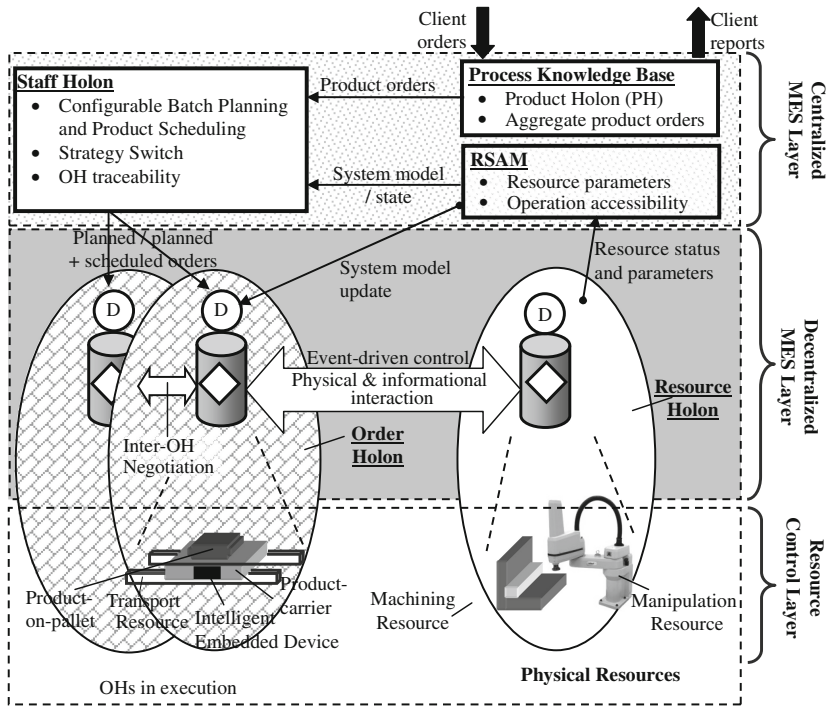 Client
orders
Client
reports
Staff Holon
• Configurable Batch Planning
and Product Scheduling
• Strategy Switch
• OH traceability
Product orders
Process Knowledge Base
• Product Holon (PH)
• Aggregate product orders
System model
/ state
RSAM
• Resource parameters
• Operation accessibility
Centralized
MES Layer
Planned / planned
+ scheduled orders
System model
update
Resource status
and parameters
D
D
D
Event-driven control
Physical & informational
interaction
Inter-OH
Negotiation
Order
Holon
Resource
Holon
Decentralized
MES Layer
Product-
on-pallet
Transport
Resource
Intelligent
Embedded Device
Product-
carrier
Machining
Resource
Manipulation
Resource
Physical Resources
OHs in execution
Resource
Control Layer